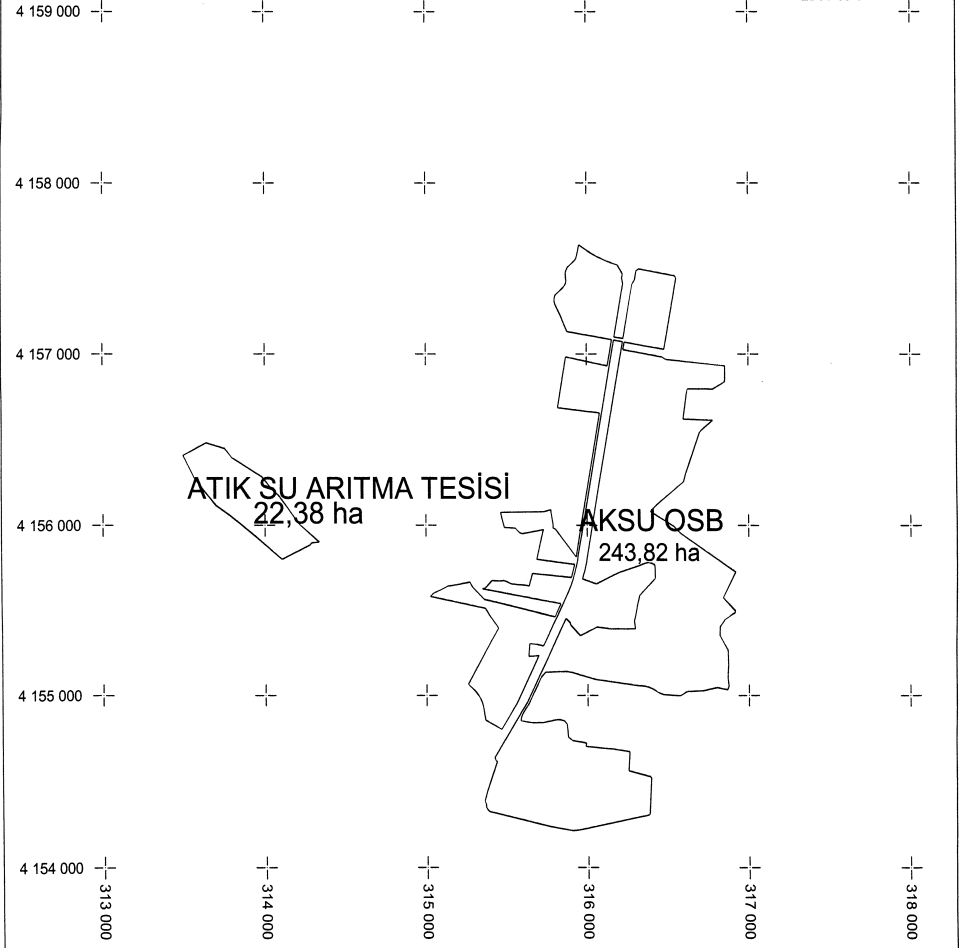 4 159 000
4 158 000
4 157 000
ATIK SU ARITMA TESİSİ
22,38 ha
4 156 000
AKSU OSB
243,82 ha
4 155 000
4 154 000
313 000
314 000
315 000
316 000
317 000
318 000